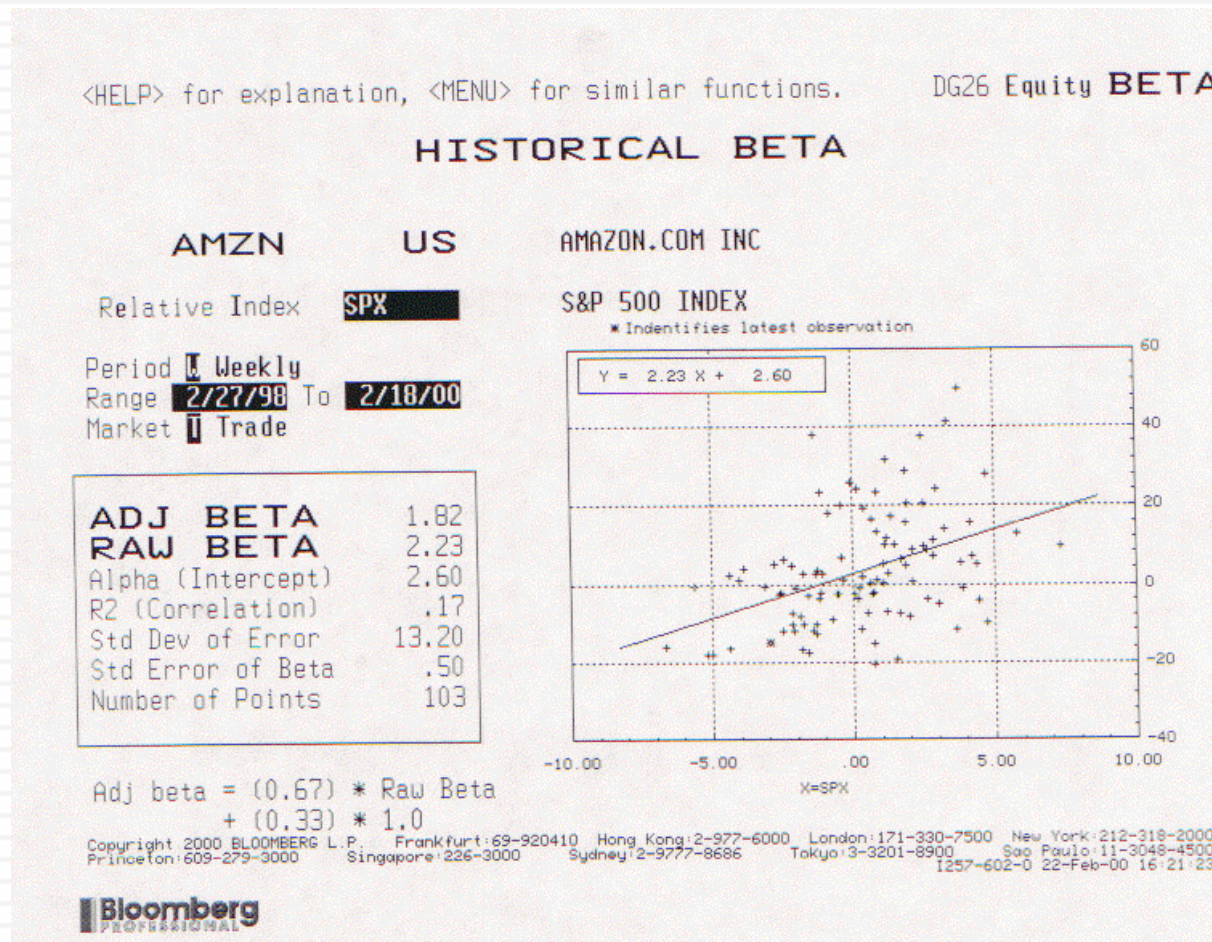 <HELP> for explanation, <MENU> for similar functions. DG26 Equity BETA
HISTORICAL BETA
AMZN US AMAZON.COM INC
Relative Index SPX S&P 500 INDEX
* Indentifies latest observation
Period W Weekly
Range 2/27/98 To 2/18/00
Market T Trade
ADJ BETA 1.82
RAW BETA 2.23
Alpha (Intercept) 2.60
R2 (Correlation) .17
Std Dev of Error 13.20
Std Error of Beta .50
Number of Points 103
Adj beta = (0.67) * Raw Beta
+ (0.33) * 1.0
Y = 2.23 X + 2.60
60
40
20
0
-20
-40
-10.00 -5.00 .00 5.00 10.00
X=SPX
Copyright 2000 BLOOMBERG L.P. Frankfurt:69-920410 Hong Kong:2-977-6000 London:171-330-7500 New York:212-318-2000
Princeton:609-279-3000 Singapore:226-3000 Sydney:2-9777-8686 Tokyo:3-3201-8900 Sao Paulo:11-3048-4500
I257-602-0 22-Feb-00 16:21:23
Bloomberg
PROFESSIONAL